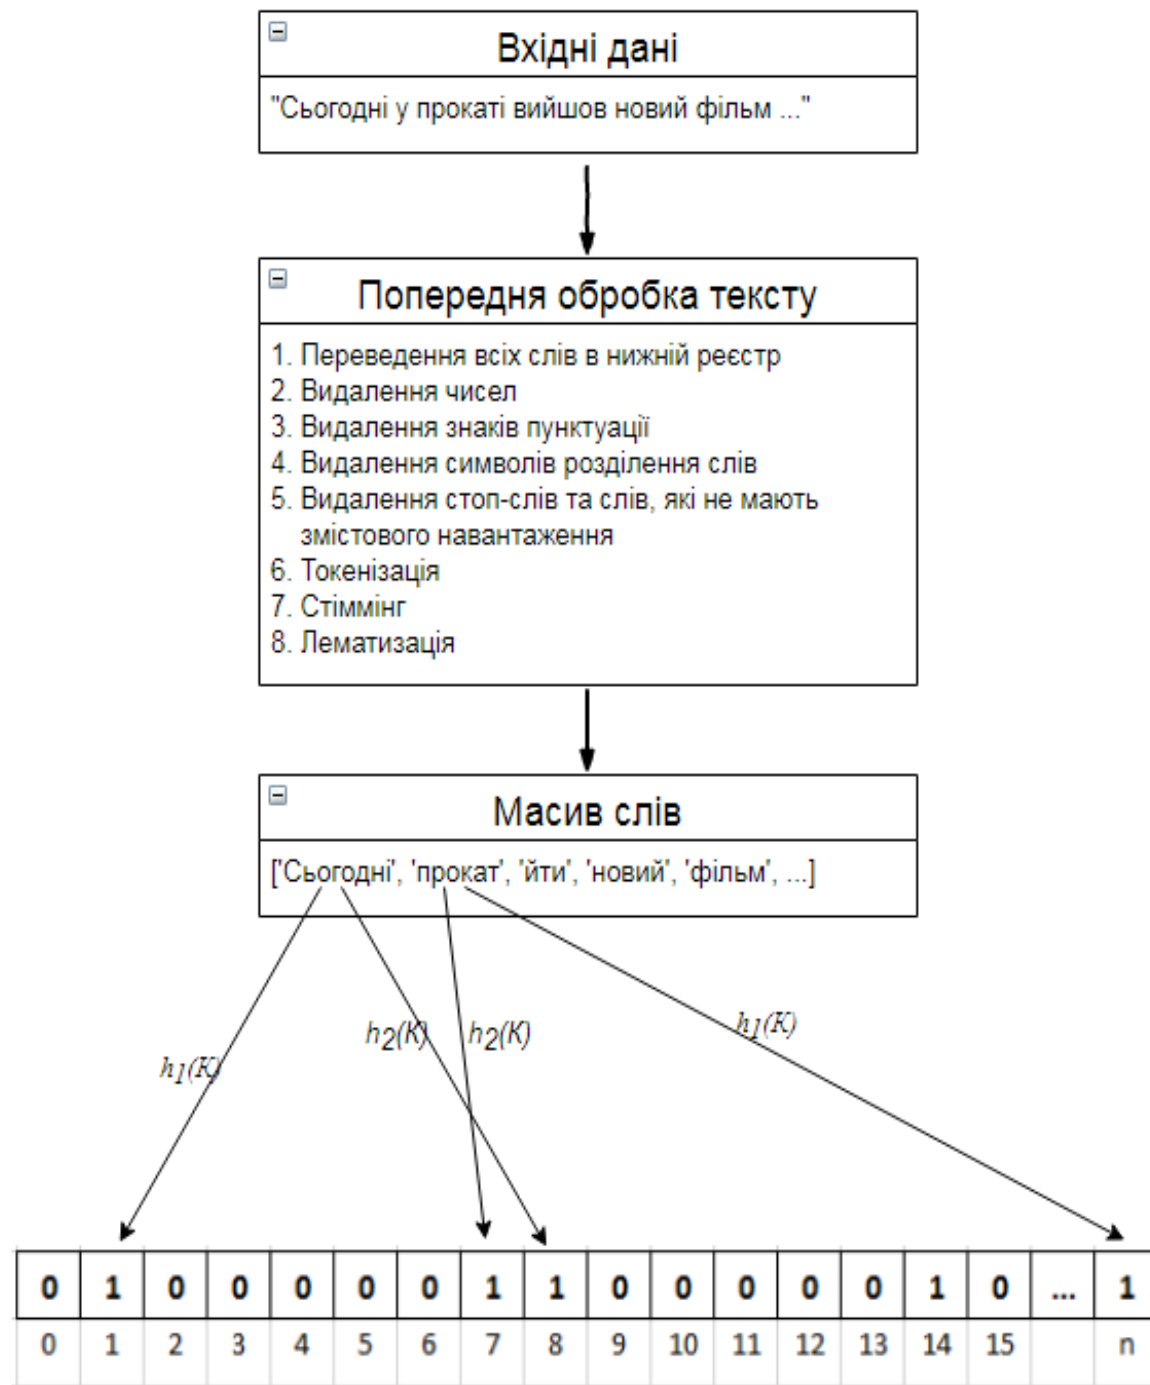 Вхідні дані
"Сьогодні у прокаті вийшов новий фільм ..."
Попередня обробка тексту
1. Переведення всіх слів в нижній реєстр
2. Видалення чисел
3. Видалення знаків пунктуації
4. Видалення символів розділення слів
5. Видалення стоп-слів та слів, які не мають
змістового навантаження
6. Токенізація
7. Стіммінг
8. Лематизація
Масив слів
['Сьогодні', 'прокат', 'йти', 'новий', 'фільм', ...]
h1(K) h2(K) h2(K) h1(K)
0 1 0 0 0 0 0 1 1 0 0 0 0 0 1 0 ... 1
0 1 2 3 4 5 6 7 8 9 10 11 12 13 14 15 n